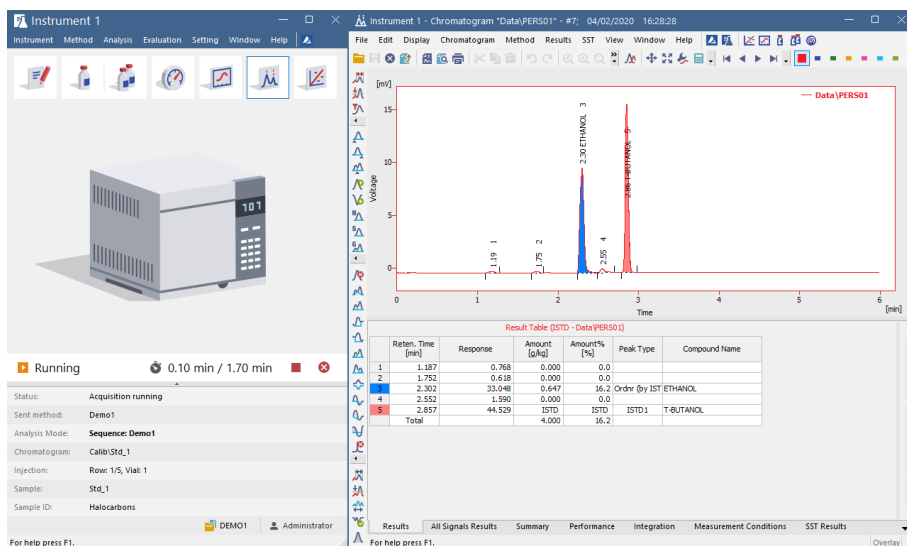 Instrument 1
Instrument Method Analysis Evaluation Setting Window Help
101
Running 0.10 min / 1.70 min
Status: Acquisition running
Sent method: Demo1
Analysis Mode: Sequence: Demo1
Chromatogram: Calib\Std_1
Injection: Row: 1/5, Vial: 1
Sample: Std_1
Sample ID: Halocarbons
DEMO1 Administrator
For help press F1.
Instrument 1 - Chromatogram "Data\PERS01" - #7; 04/02/2020 16:28:28
File Edit Display Chromatogram Method Results SST View Window Help
[mV]
Data\PERS01
15
10
5
0
Voltage
1.19 1
1.75 2
2.30 ETHANOL 3
2.55 4
2.86 T-BUTANOL 5
0 1 2 3 4 5 6
Time [min]
Result Table (ISTD - Data\PERS01)
Reten. Time [min] Response Amount [g/kg] Amount% [%] Peak Type Compound Name
1 1.187 0.768 0.000 0.0
2 1.752 0.618 0.000 0.0
3 2.302 33.048 0.647 16.2 Ordnr (by IST ETHANOL
4 2.552 1.590 0.000 0.0
5 2.857 44.529 ISTD ISTD ISTD1 T-BUTANOL
Total 4.000 16.2
Results All Signals Results Summary Performance Integration Measurement Conditions SST Results
For help press F1. Overlay